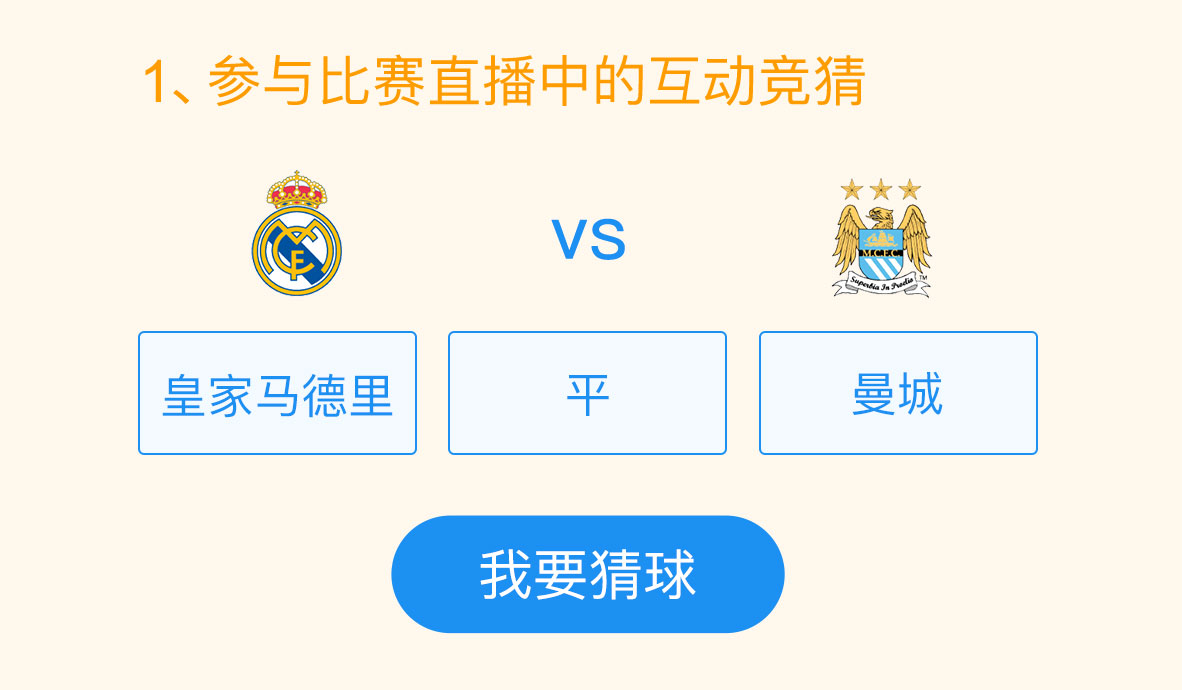 1、参与比赛直播中的互动竞猜
vs
M.C.F.C.
Superbia In Proelio
TM
皇家马德里
平
曼城
我要猜球